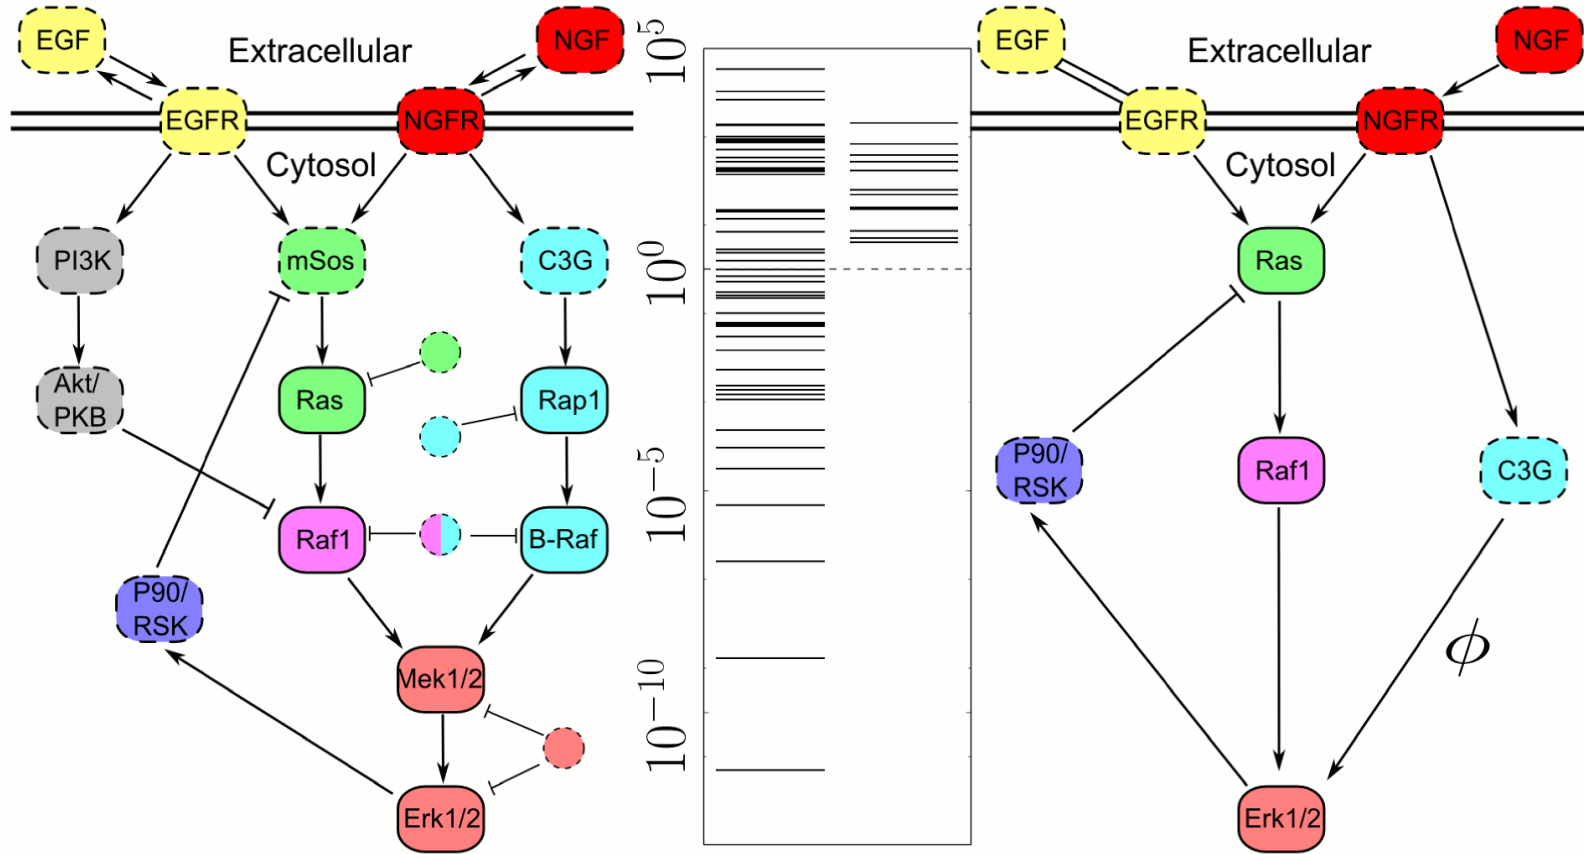 EGF
Extracellular
NGF
EGFR
NGFR
Cytosol
PI3K
mSos
C3G
Akt/
PKB
Ras
Rap1
Raf1
B-Raf
P90/
RSK
Mek1/2
Erk1/2
10^5
10^0
10^−5
10^−10
EGF
Extracellular
NGF
EGFR
NGFR
Cytosol
Ras
P90/
RSK
Raf1
C3G
ϕ
Erk1/2